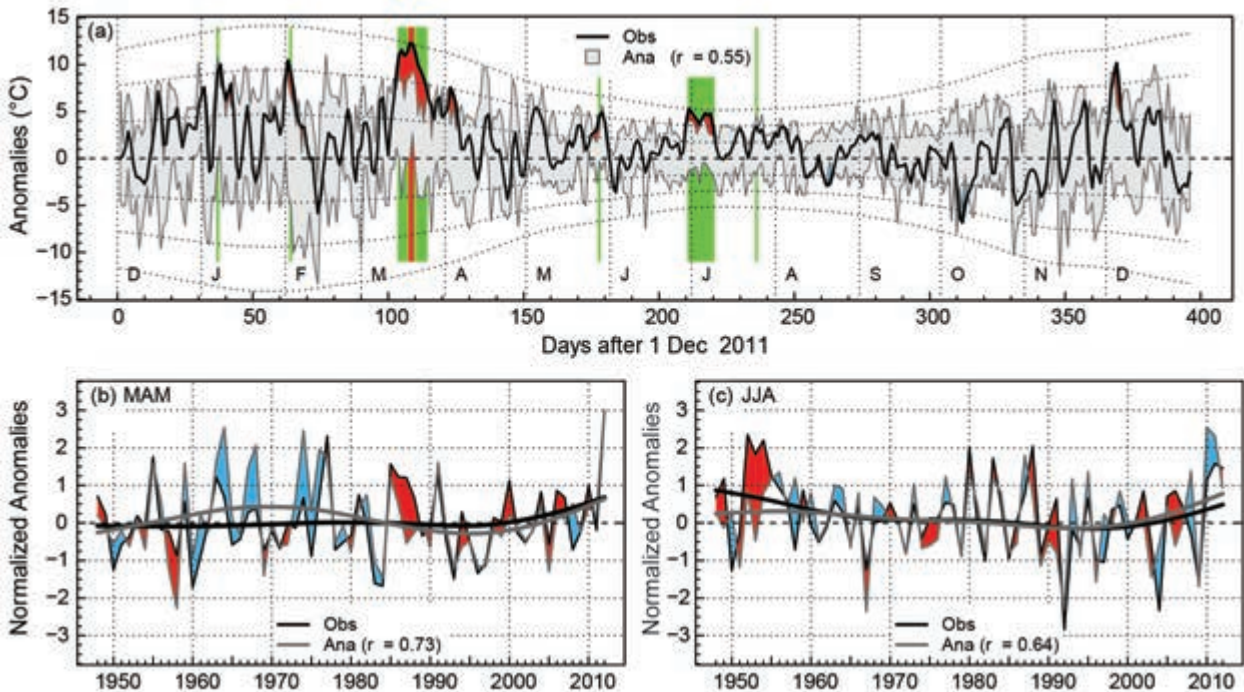 15
10
5
0
−5
−10
−15
Anomalies (°C)
(a)
Obs
Ana (r = 0.55)
D J F M A M J J A S O N D
0 50 100 150 200 250 300 350 400
Days after 1 Dec 2011
(b) MAM
3
2
1
0
−1
−2
−3
Normalized Anomalies
Obs
Ana (r = 0.73)
1950 1960 1970 1980 1990 2000 2010
(c) JJA
3
2
1
0
−1
−2
−3
Normalized Anomalies
Obs
Ana (r = 0.64)
1950 1960 1970 1980 1990 2000 2010